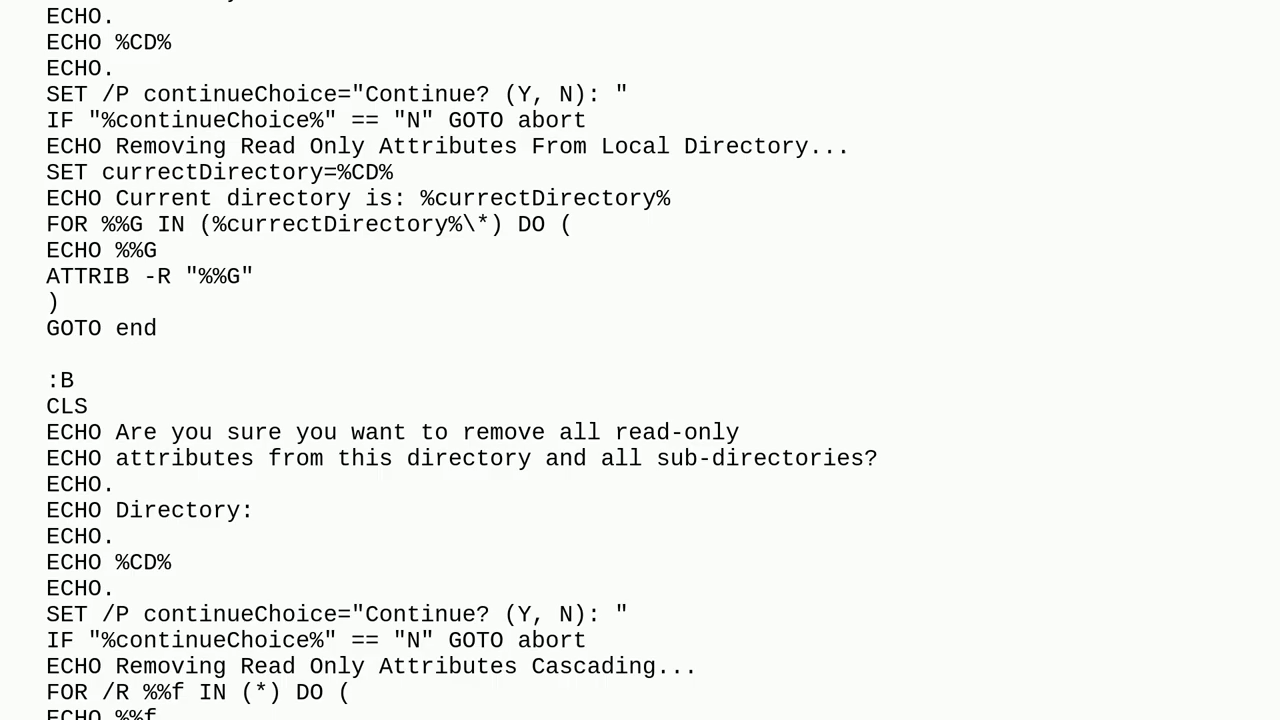 ECHO.
ECHO %CD%
ECHO.
SET /P continueChoice="Continue? (Y, N): "
IF "%continueChoice%" == "N" GOTO abort
ECHO Removing Read Only Attributes From Local Directory...
SET currectDirectory=%CD%
ECHO Current directory is: %currectDirectory%
FOR %%G IN (%currectDirectory%\*) DO (
ECHO %%G
ATTRIB -R "%%G"
)
GOTO end
:B
CLS
ECHO Are you sure you want to remove all read-only
ECHO attributes from this directory and all sub-directories?
ECHO.
ECHO Directory:
ECHO.
ECHO %CD%
ECHO.
SET /P continueChoice="Continue? (Y, N): "
IF "%continueChoice%" == "N" GOTO abort
ECHO Removing Read Only Attributes Cascading...
FOR /R %%f IN (*) DO (
ECHO %%f